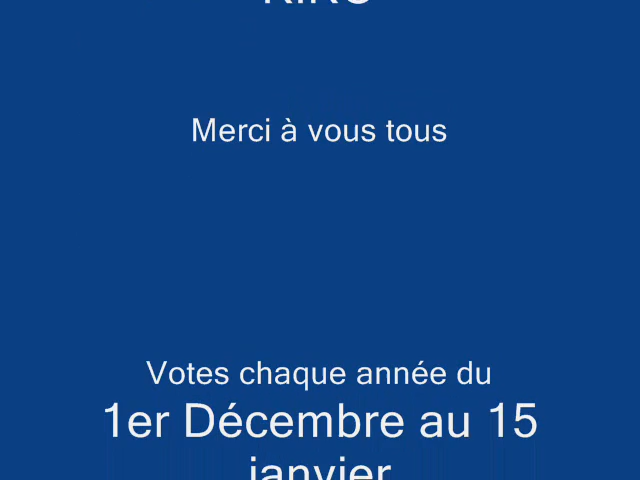 Merci à vous tous
Votes chaque année du
1er Décembre au 15
janvier